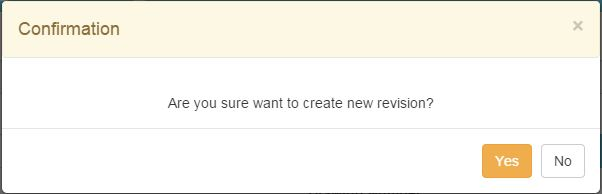 Confirmation
×
Are you sure want to create new revision?
Yes
No